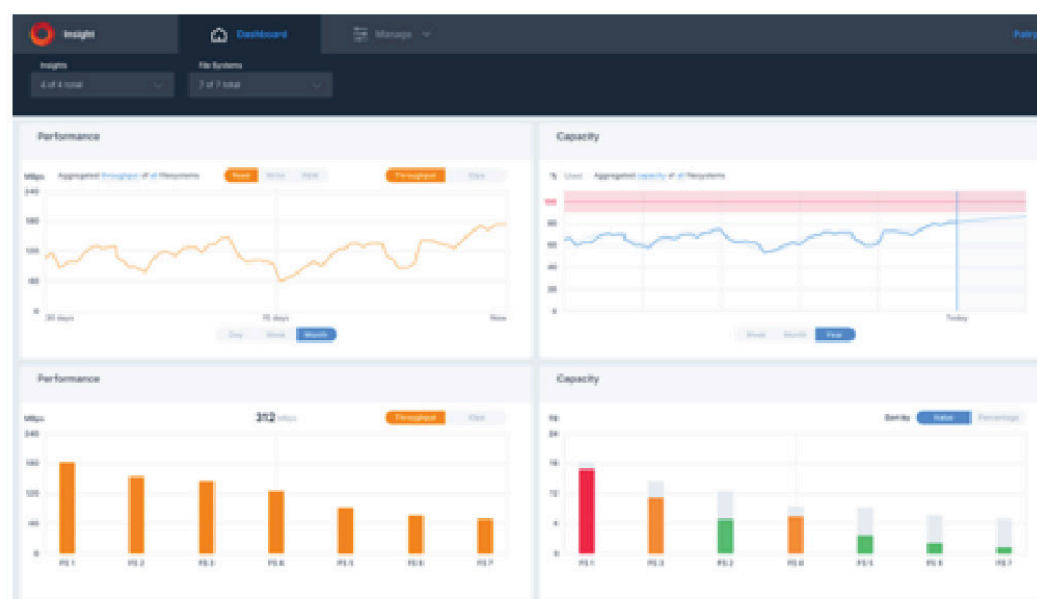 Insight
Dashboard
Manage
Insights
File Systems
4 of 4 total
7 of 7 total
Performance
MBps Aggregated throughput of all filesystems Read Write R&W Throughput IOps
240
180
120
60
0
30 days 15 days Now
Day Week Month
Capacity
% Used Aggregated capacity of all filesystems
100
80
60
40
20
0
Today
Week Month Year
Performance
MBps 312 MBps Throughput IOps
240
180
120
60
0
FS 1 FS 2 FS 3 FS 4 FS 5 FS 6 FS 7
Capacity
Sort by Value Percentage
24
18
12
6
0
FS 1 FS 3 FS 2 FS 4 FS 5 FS 6 FS 7